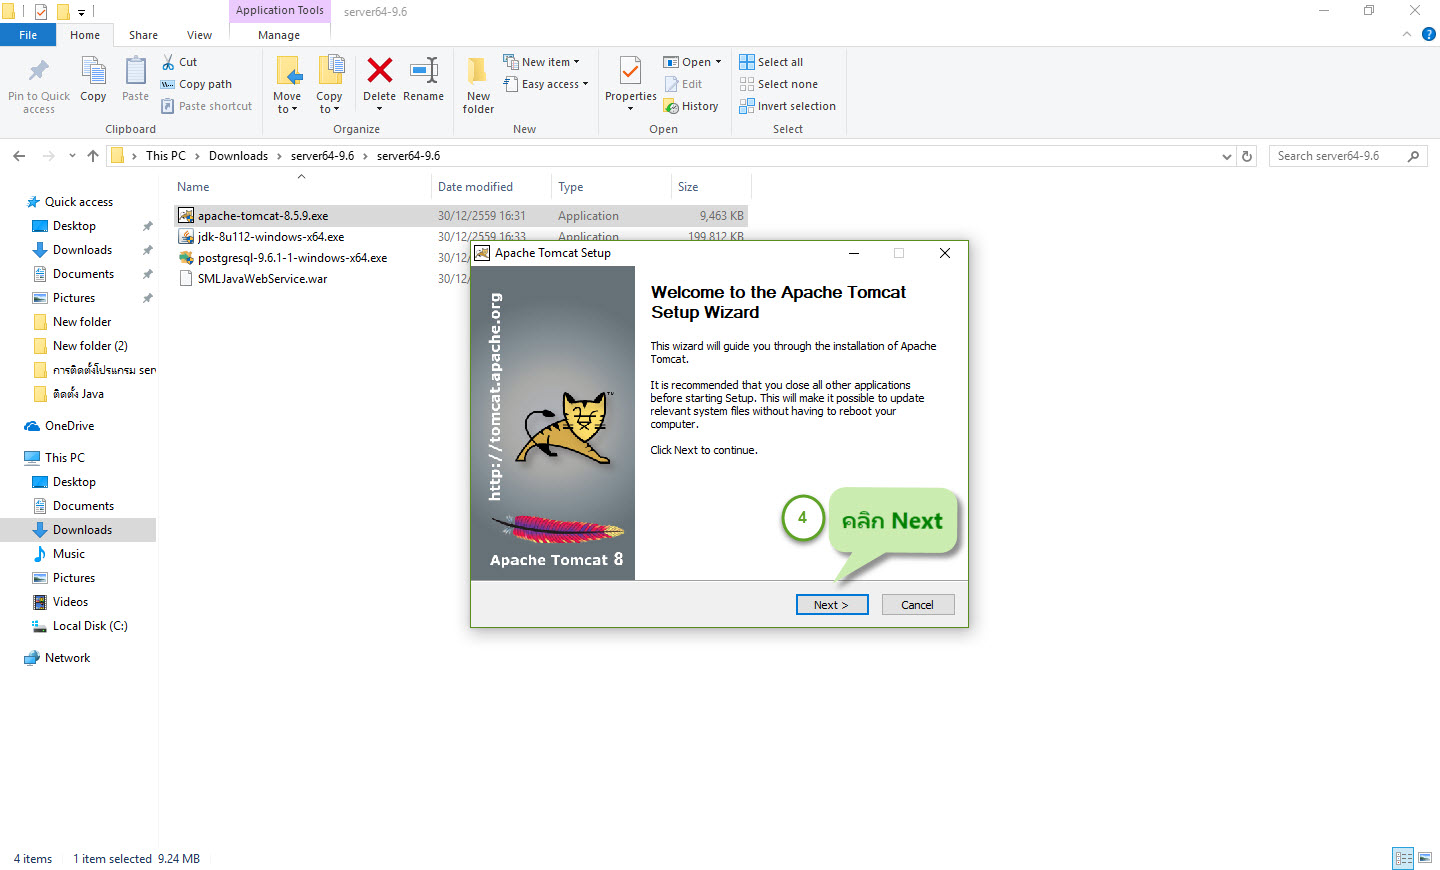 Application Tools
server64-9.6
File
Home
Share
View
Manage
Pin to Quick access
Copy
Paste
Cut
Copy path
Paste shortcut
Clipboard
Move to
Copy to
Delete
Rename
Organize
New folder
New item
Easy access
New
Properties
Open
Edit
History
Open
Select all
Select none
Invert selection
Select
This PC > Downloads > server64-9.6 > server64-9.6
Search server64-9.6
Name
Date modified
Type
Size
apache-tomcat-8.5.9.exe 30/12/2559 16:31 Application 9,463 KB
jdk-8u112-windows-x64.exe 30/12/2559 16:33 Application 199,812 KB
postgresql-9.6.1-1-windows-x64.exe 30/12
SMLJavaWebService.war 30/12
Quick access
Desktop
Downloads
Documents
Pictures
New folder
New folder (2)
การติดตั้งโปรแกรม ser
ติดตั้ง Java
OneDrive
This PC
Desktop
Documents
Downloads
Music
Pictures
Videos
Local Disk (C:)
Network
Apache Tomcat Setup
http://tomcat.apache.org
TM
Apache Tomcat 8
Welcome to the Apache Tomcat
Setup Wizard
This wizard will guide you through the installation of Apache
Tomcat.
It is recommended that you close all other applications
before starting Setup. This will make it possible to update
relevant system files without having to reboot your
computer.
Click Next to continue.
4
คลิก Next
Next >
Cancel
4 items
1 item selected 9.24 MB